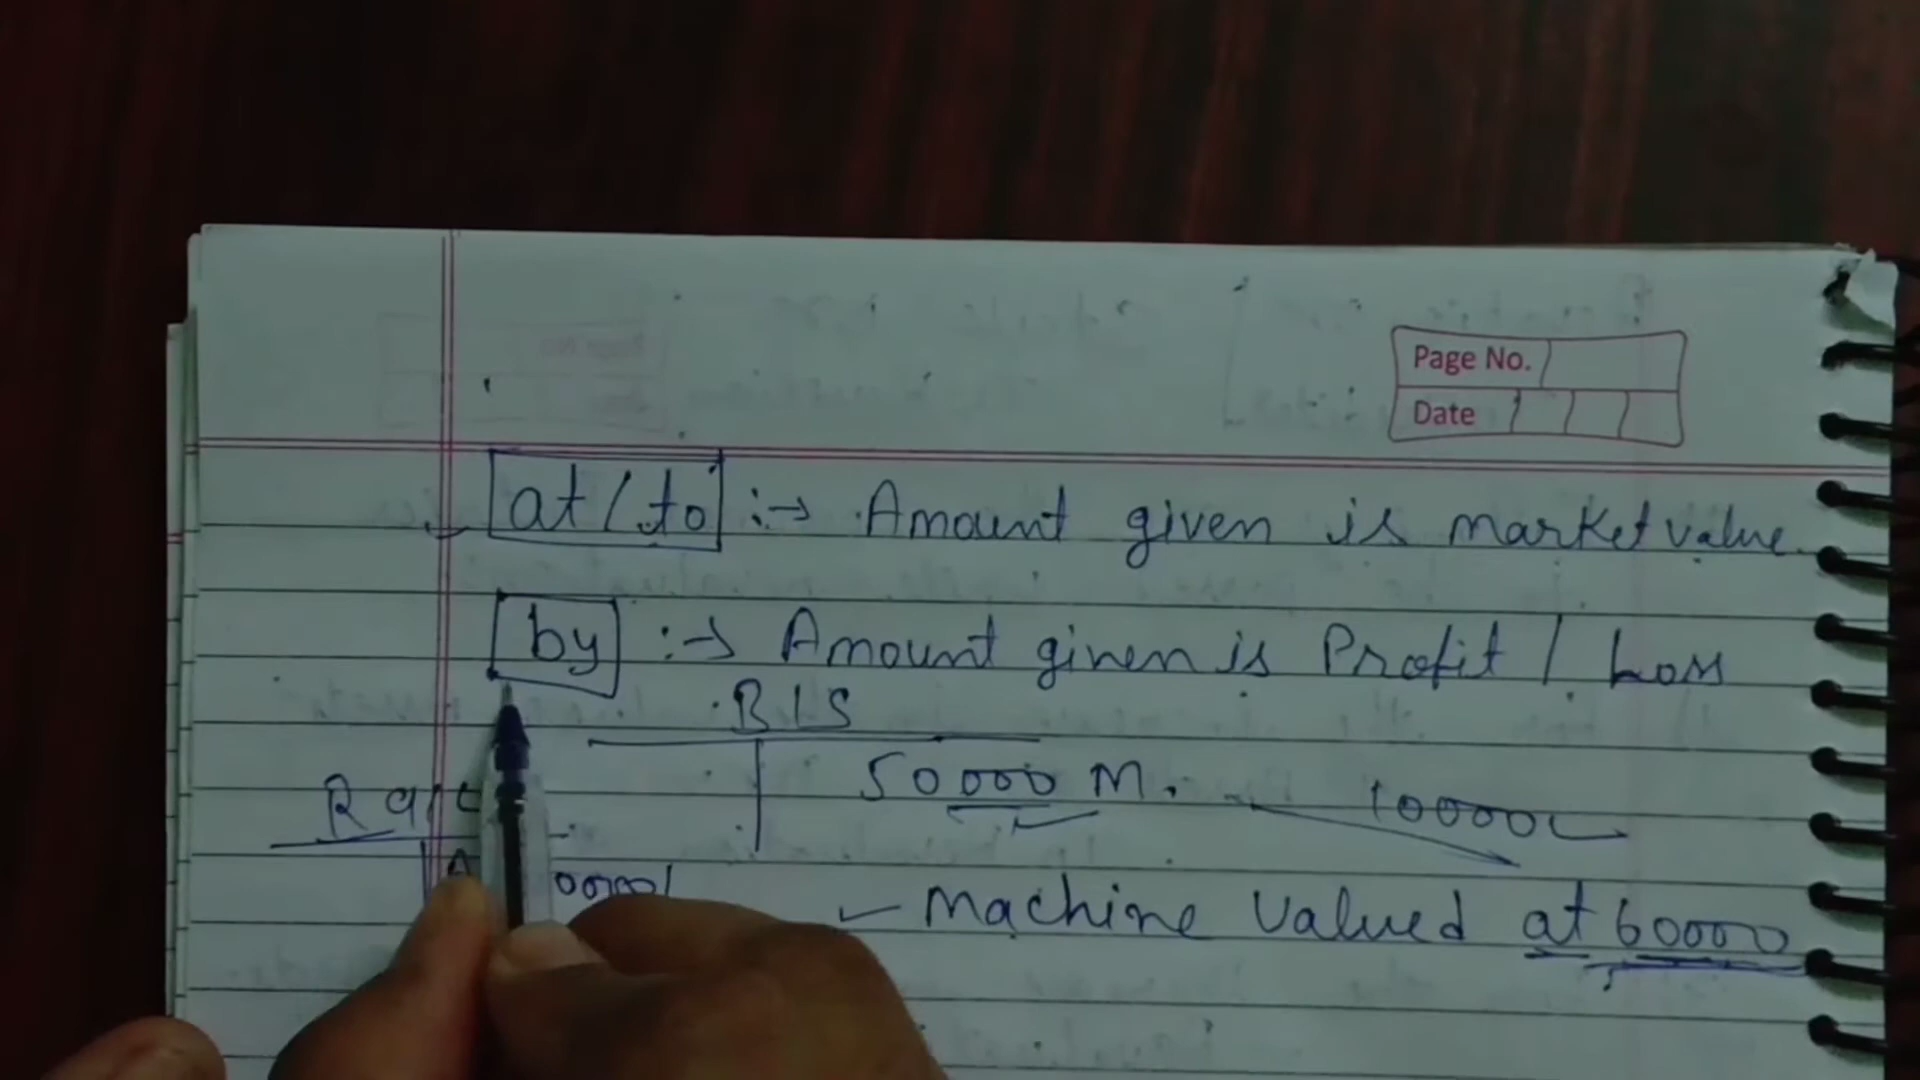 Page No.
Date
at/to :→ Amount given is market value.
by :→ Amount given is Profit / Loss
B/S
50000 M. 10000
Machine Valued at 60000